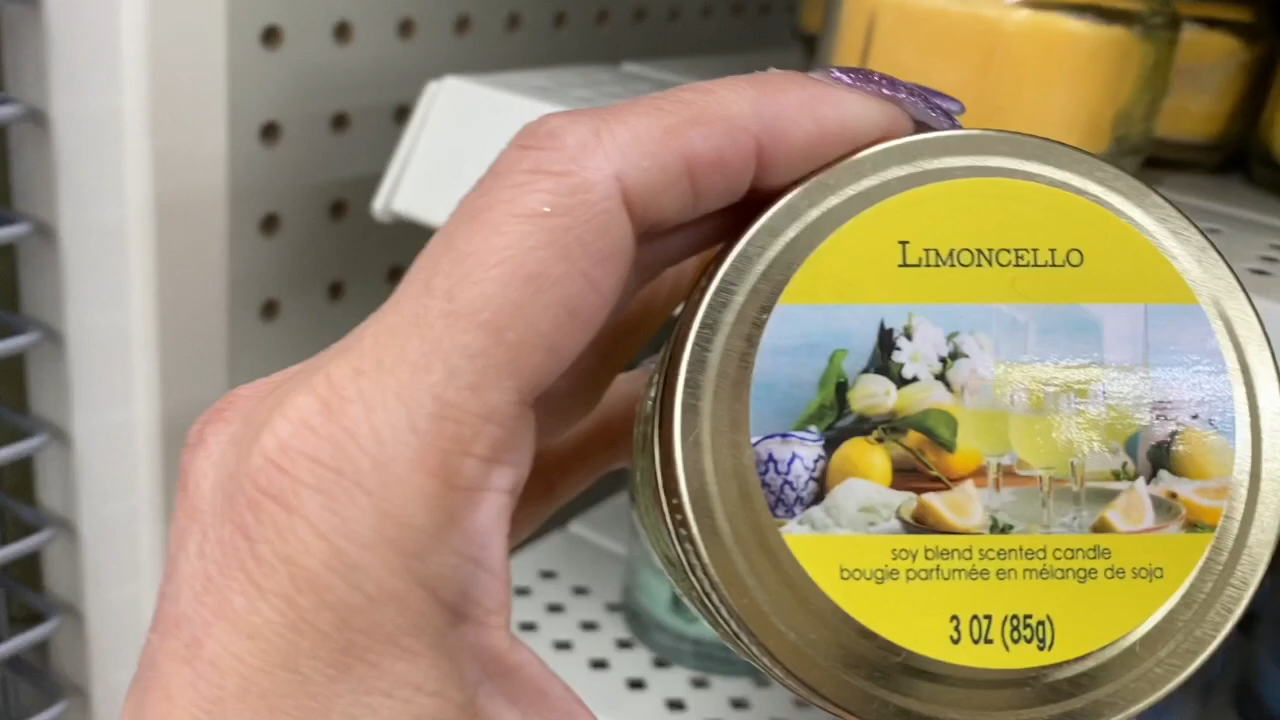 LIMONCELLO
soy blend scented candle
bougie parfumée en mélange de soja
3 OZ (85g)